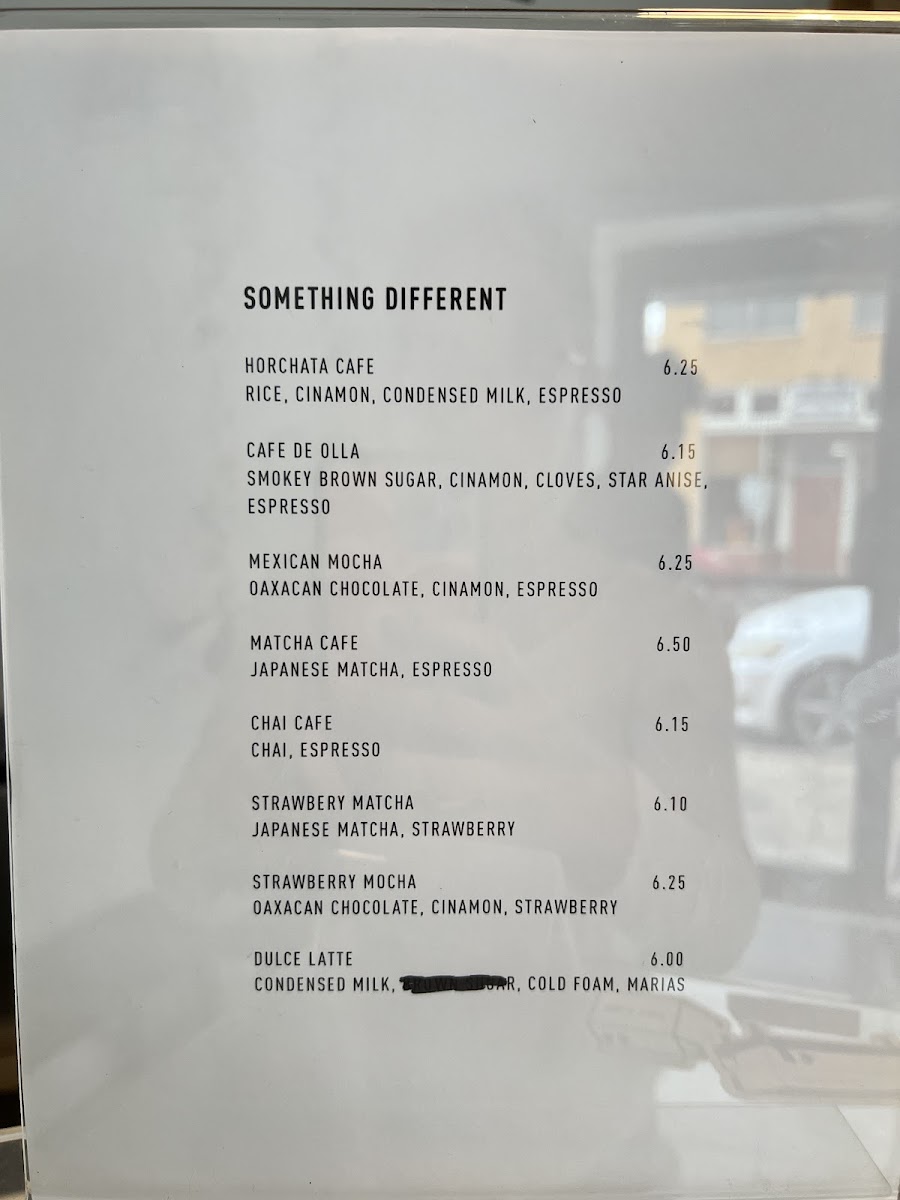 SOMETHING DIFFERENT
HORCHATA CAFE 6.25
RICE, CINAMON, CONDENSED MILK, ESPRESSO
CAFE DE OLLA 6.15
SMOKEY BROWN SUGAR, CINAMON, CLOVES, STAR ANISE,
ESPRESSO
MEXICAN MOCHA 6.25
OAXACAN CHOCOLATE, CINAMON, ESPRESSO
MATCHA CAFE 6.50
JAPANESE MATCHA, ESPRESSO
CHAI CAFE 6.15
CHAI, ESPRESSO
STRAWBERY MATCHA 6.10
JAPANESE MATCHA, STRAWBERRY
STRAWBERRY MOCHA 6.25
OAXACAN CHOCOLATE, CINAMON, STRAWBERRY
DULCE LATTE 6.00
CONDENSED MILK, COLD FOAM, MARIAS